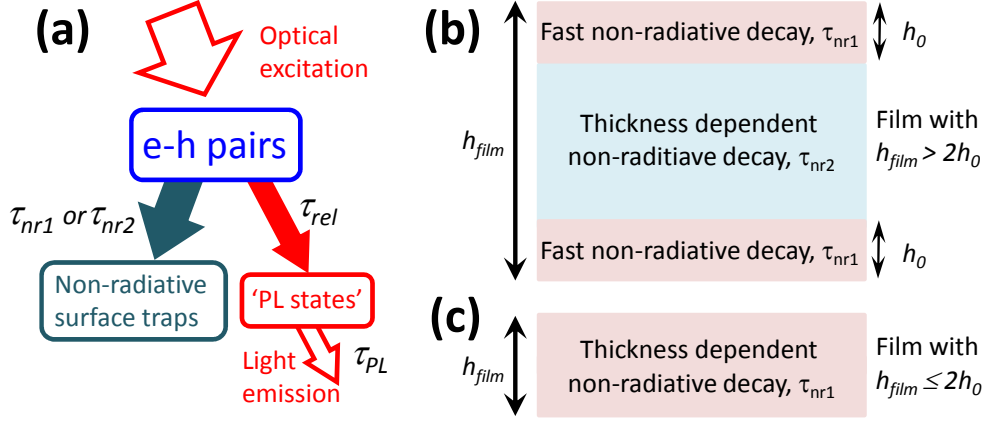 (a)
Optical
excitation
e-h pairs
τnr1 or τnr2
τrel
Non-radiative
surface traps
'PL states'
Light
emission
τPL
(b)
Fast non-radiative decay, τnr1
h0
hfilm
Thickness dependent
non-raditiave decay, τnr2
Film with
hfilm > 2h0
Fast non-radiative decay, τnr1
h0
(c)
hfilm
Thickness dependent
non-radiative decay, τnr1
Film with
hfilm ≤ 2h0